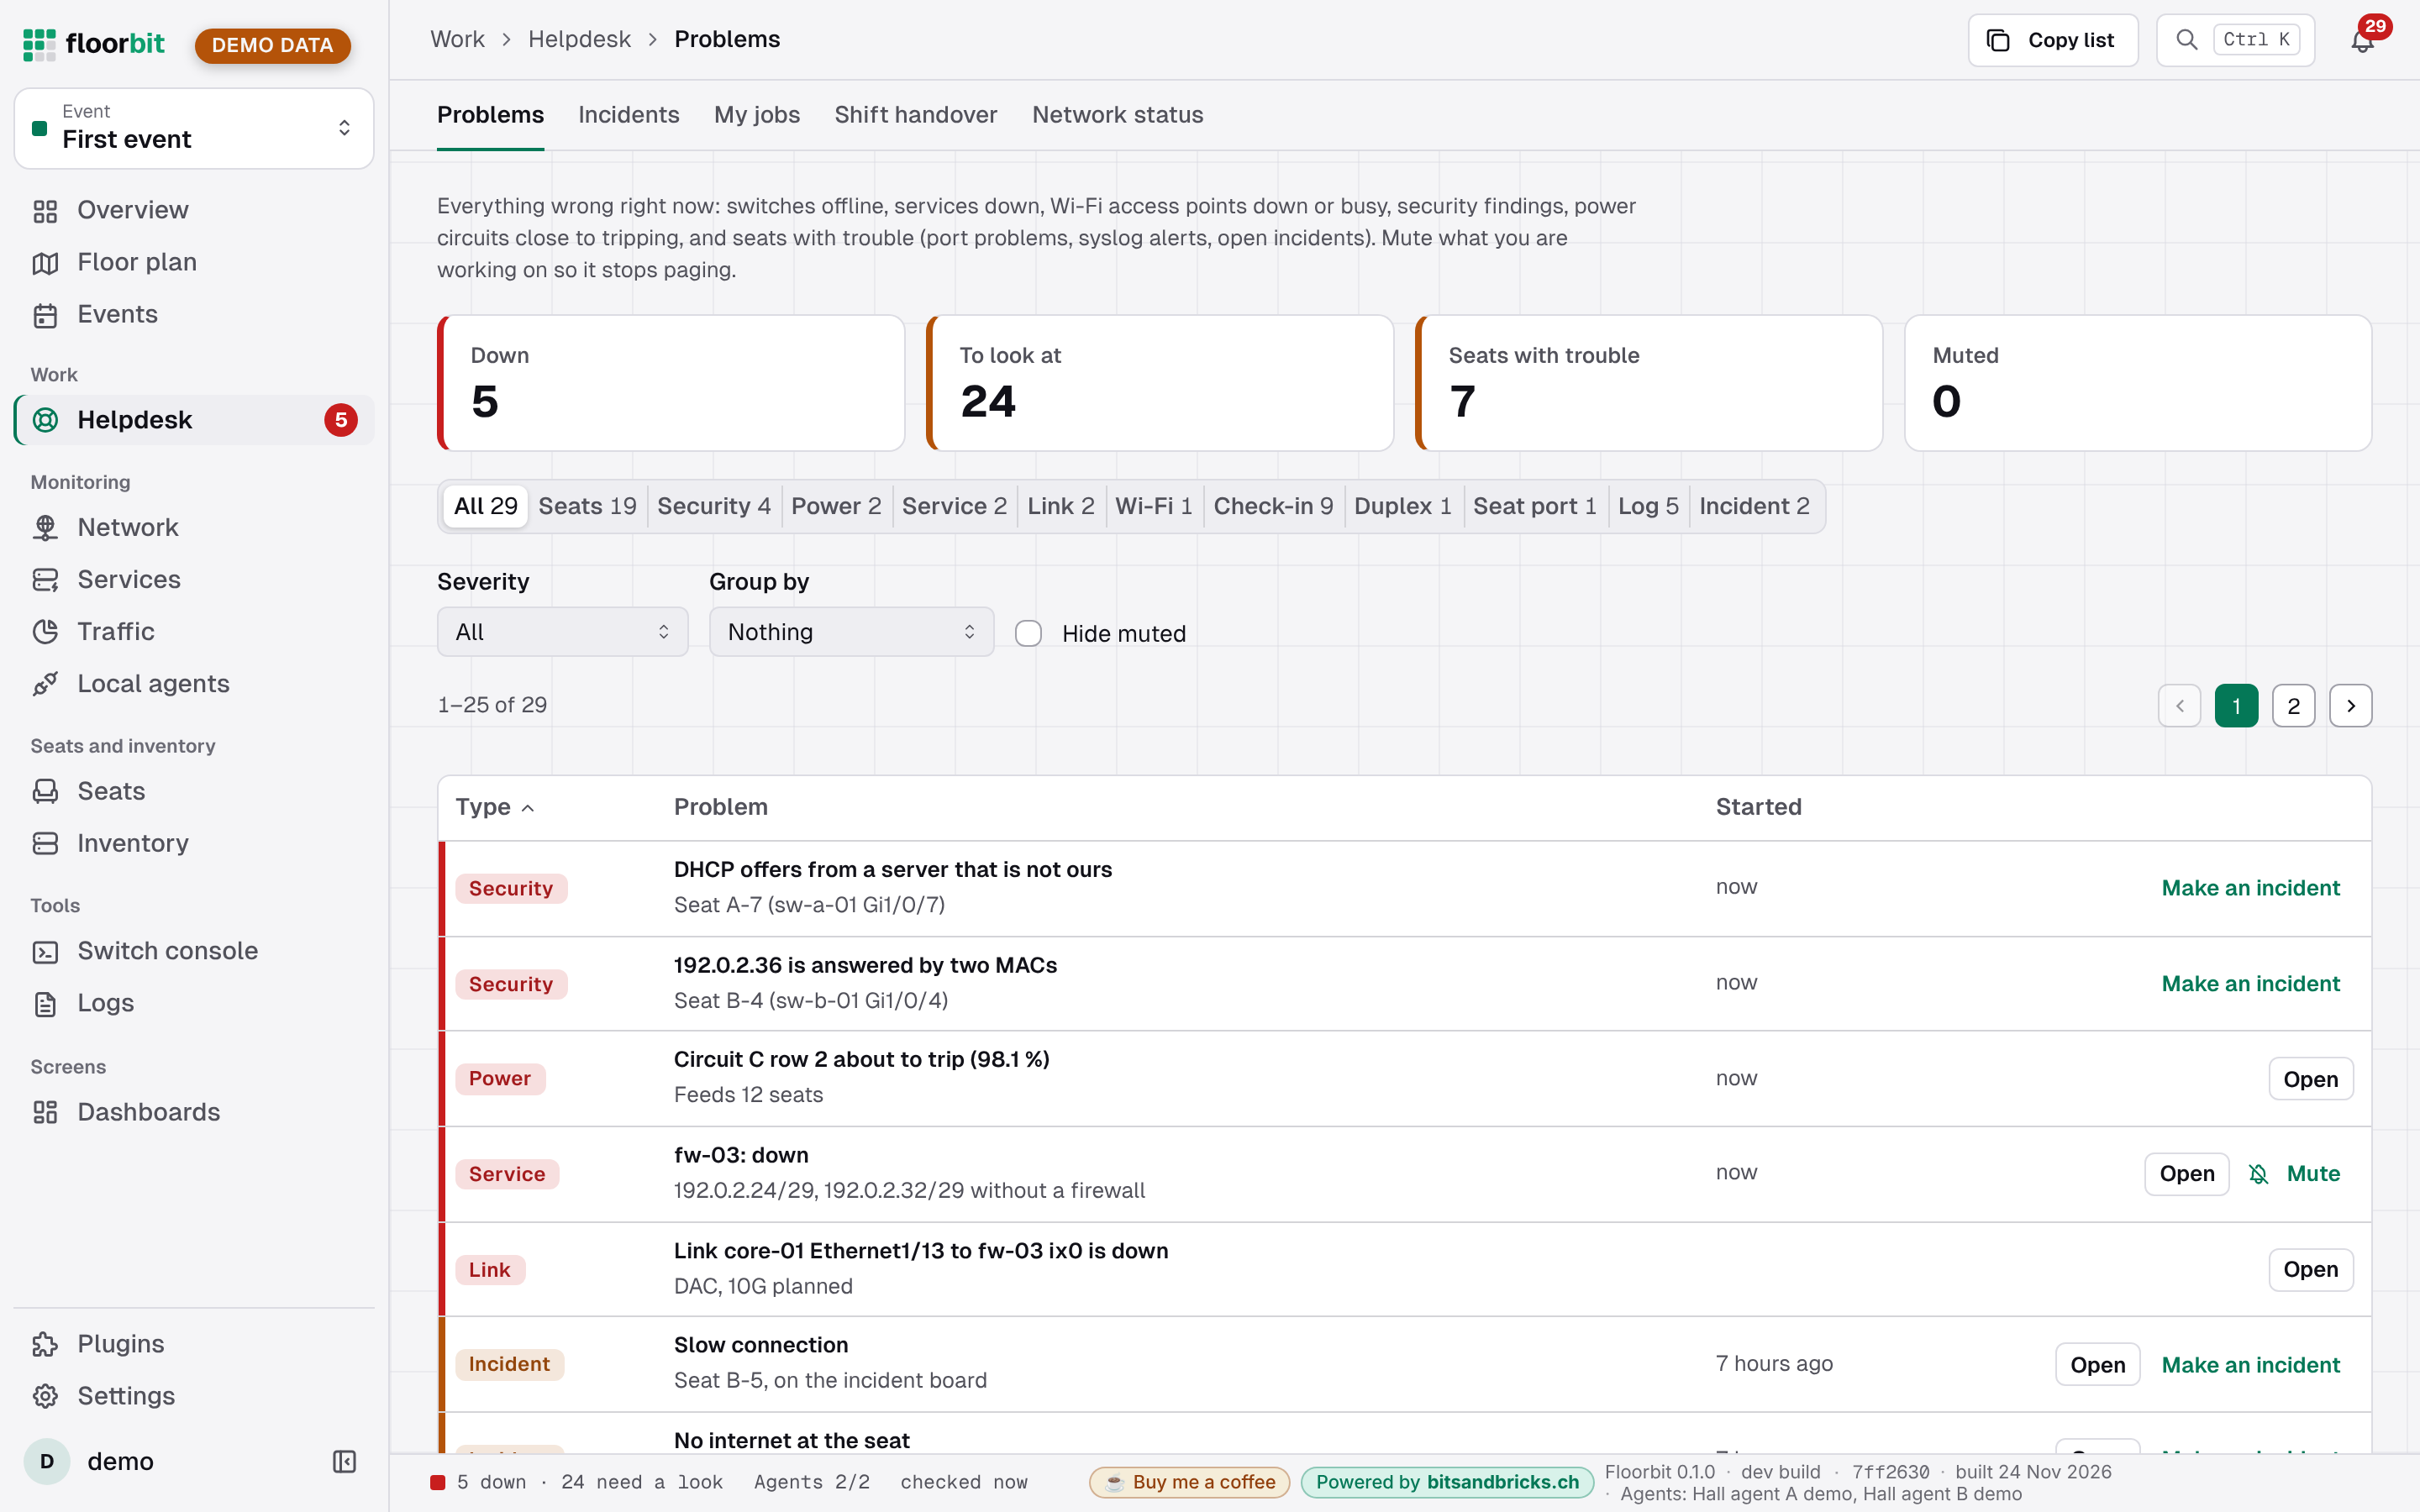 floorbit
DEMO DATA
Event
First event
Overview
Floor plan
Events
Work
Helpdesk
5
Monitoring
Network
Services
Traffic
Local agents
Seats and inventory
Seats
Inventory
Tools
Switch console
Logs
Screens
Dashboards
Plugins
Settings
D
demo
Work > Helpdesk > Problems
Copy list
Ctrl K
29
Problems
Incidents
My jobs
Shift handover
Network status
Everything wrong right now: switches offline, services down, Wi-Fi access points down or busy, security findings, power
circuits close to tripping, and seats with trouble (port problems, syslog alerts, open incidents). Mute what you are
working on so it stops paging.
Down
5
To look at
24
Seats with trouble
7
Muted
0
All 29
Seats 19
Security 4
Power 2
Service 2
Link 2
Wi-Fi 1
Check-in 9
Duplex 1
Seat port 1
Log 5
Incident 2
Severity
All
Group by
Nothing
Hide muted
1–25 of 29
1
2
Type
Problem
Started
Security
DHCP offers from a server that is not ours
Seat A-7 (sw-a-01 Gi1/0/7)
now
Make an incident
Security
192.0.2.36 is answered by two MACs
Seat B-4 (sw-b-01 Gi1/0/4)
now
Make an incident
Power
Circuit C row 2 about to trip (98.1 %)
Feeds 12 seats
now
Open
Service
fw-03: down
192.0.2.24/29, 192.0.2.32/29 without a firewall
now
Open
Mute
Link
Link core-01 Ethernet1/13 to fw-03 ix0 is down
DAC, 10G planned
Open
Incident
Slow connection
Seat B-5, on the incident board
7 hours ago
Open
Make an incident
No internet at the seat
5 down · 24 need a look
Agents 2/2
checked now
Buy me a coffee
Powered by bitsandbricks.ch
Floorbit 0.1.0 · dev build · 7ff2630 · built 24 Nov 2026
· Agents: Hall agent A demo, Hall agent B demo